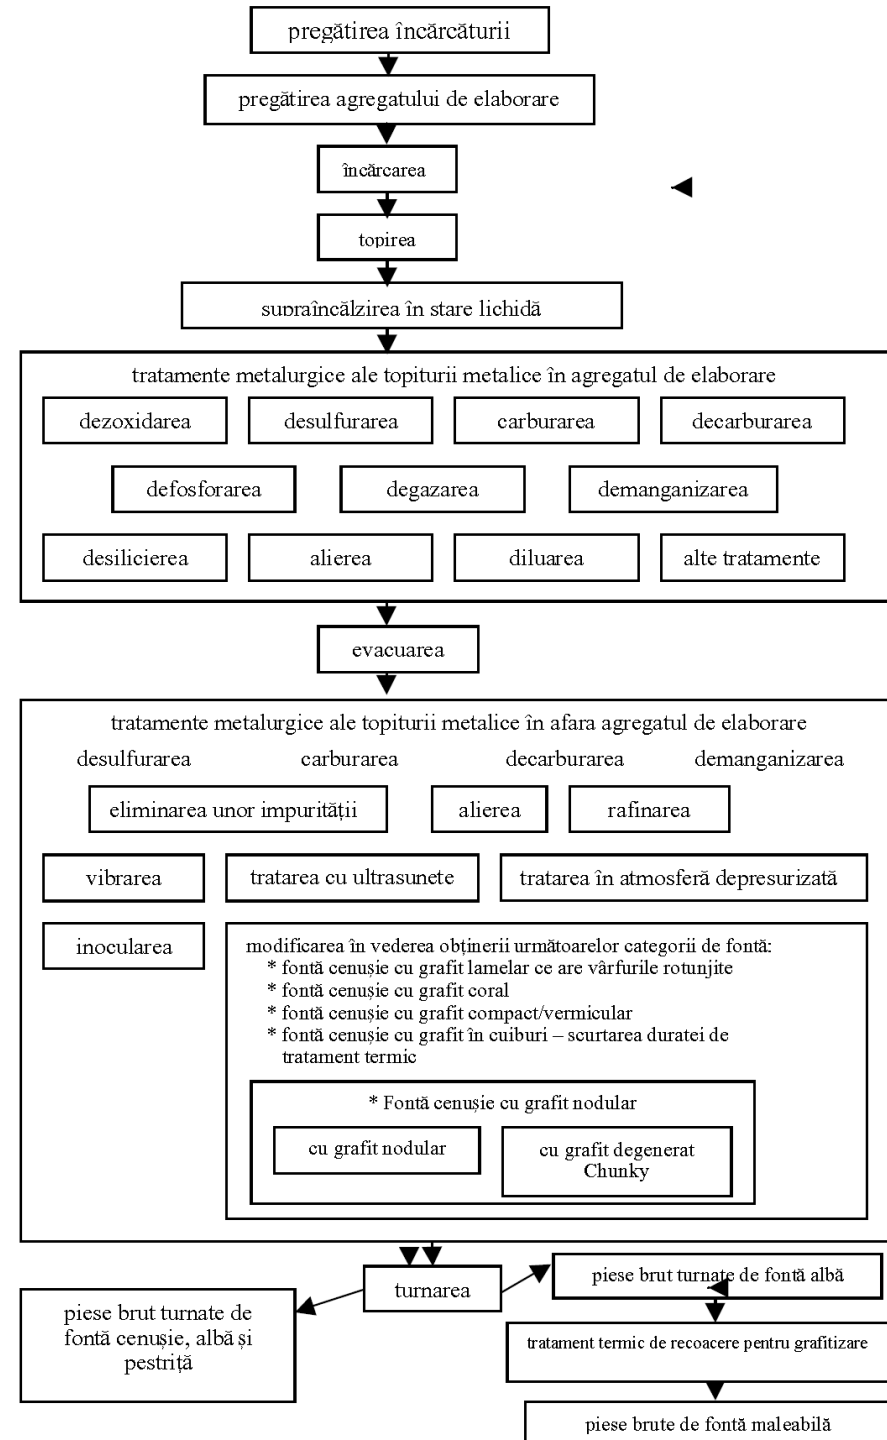 pregătirea încărcăturii
pregătirea agregatului de elaborare
încărcarea
topirea
supraîncălzirea în stare lichidă
tratamente metalurgice ale topiturii metalice în agregatul de elaborare
dezoxidarea desulfurarea carburarea decarburarea
defosforarea degazarea demanganizarea
desilicierea alierea diluarea alte tratamente
evacuarea
tratamente metalurgice ale topiturii metalice în afara agregatul de elaborare
desulfurarea carburarea decarburarea demanganizarea
eliminarea unor impurității alierea rafinarea
vibrarea tratarea cu ultrasunete tratarea în atmosferă depresurizată
inocularea
modificarea în vederea obținerii următoarelor categorii de fontă:
* fontă cenușie cu grafit lamelar ce are vârfurile rotunjite
* fontă cenușie cu grafit coral
* fontă cenușie cu grafit compact/vermicular
* fontă cenușie cu grafit în cuiburi – scurtarea duratei de
tratament termic
* Fontă cenușie cu grafit nodular
cu grafit nodular
cu grafit degenerat
Chunky
turnarea
piese brut turnate de
fontă cenușie, albă și
pestriță
piese brut turnate de fontă albă
tratament termic de recoacere pentru grafitizare
piese brute de fontă maleabilă